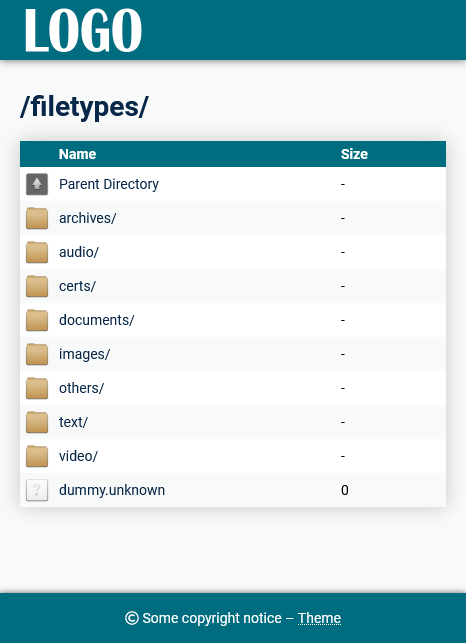 LOGO
/filetypes/
Name Size
Parent Directory -
archives/ -
audio/ -
certs/ -
documents/ -
images/ -
others/ -
text/ -
video/ -
? dummy.unknown 0
© Some copyright notice – Theme